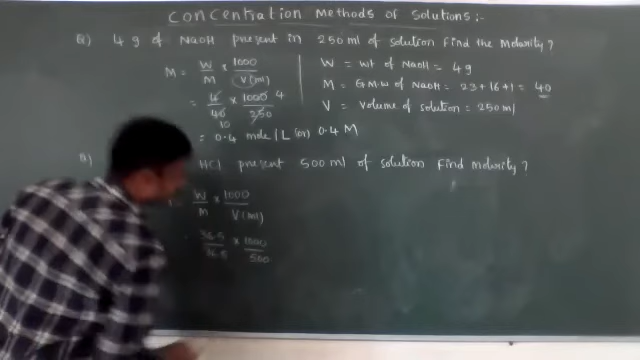 Concentration Methods of Solutions:-
Q) 4 g of NaOH present in 250 ml of solution Find the Molarity?
M = W/M × 1000/V(ml)
= 4/40 × 1000/250 4
10
= 0.4 mole/L (or) 0.4 M
W = wt of NaOH = 4g
M = G.M.W of NaOH = 23+16+1 = 40
V = Volume of solution = 250 ml
Q) HCl present 500 ml of solution Find molarity?
= W/M × 1000/V(ml)
36.5/36.5 × 1000/500